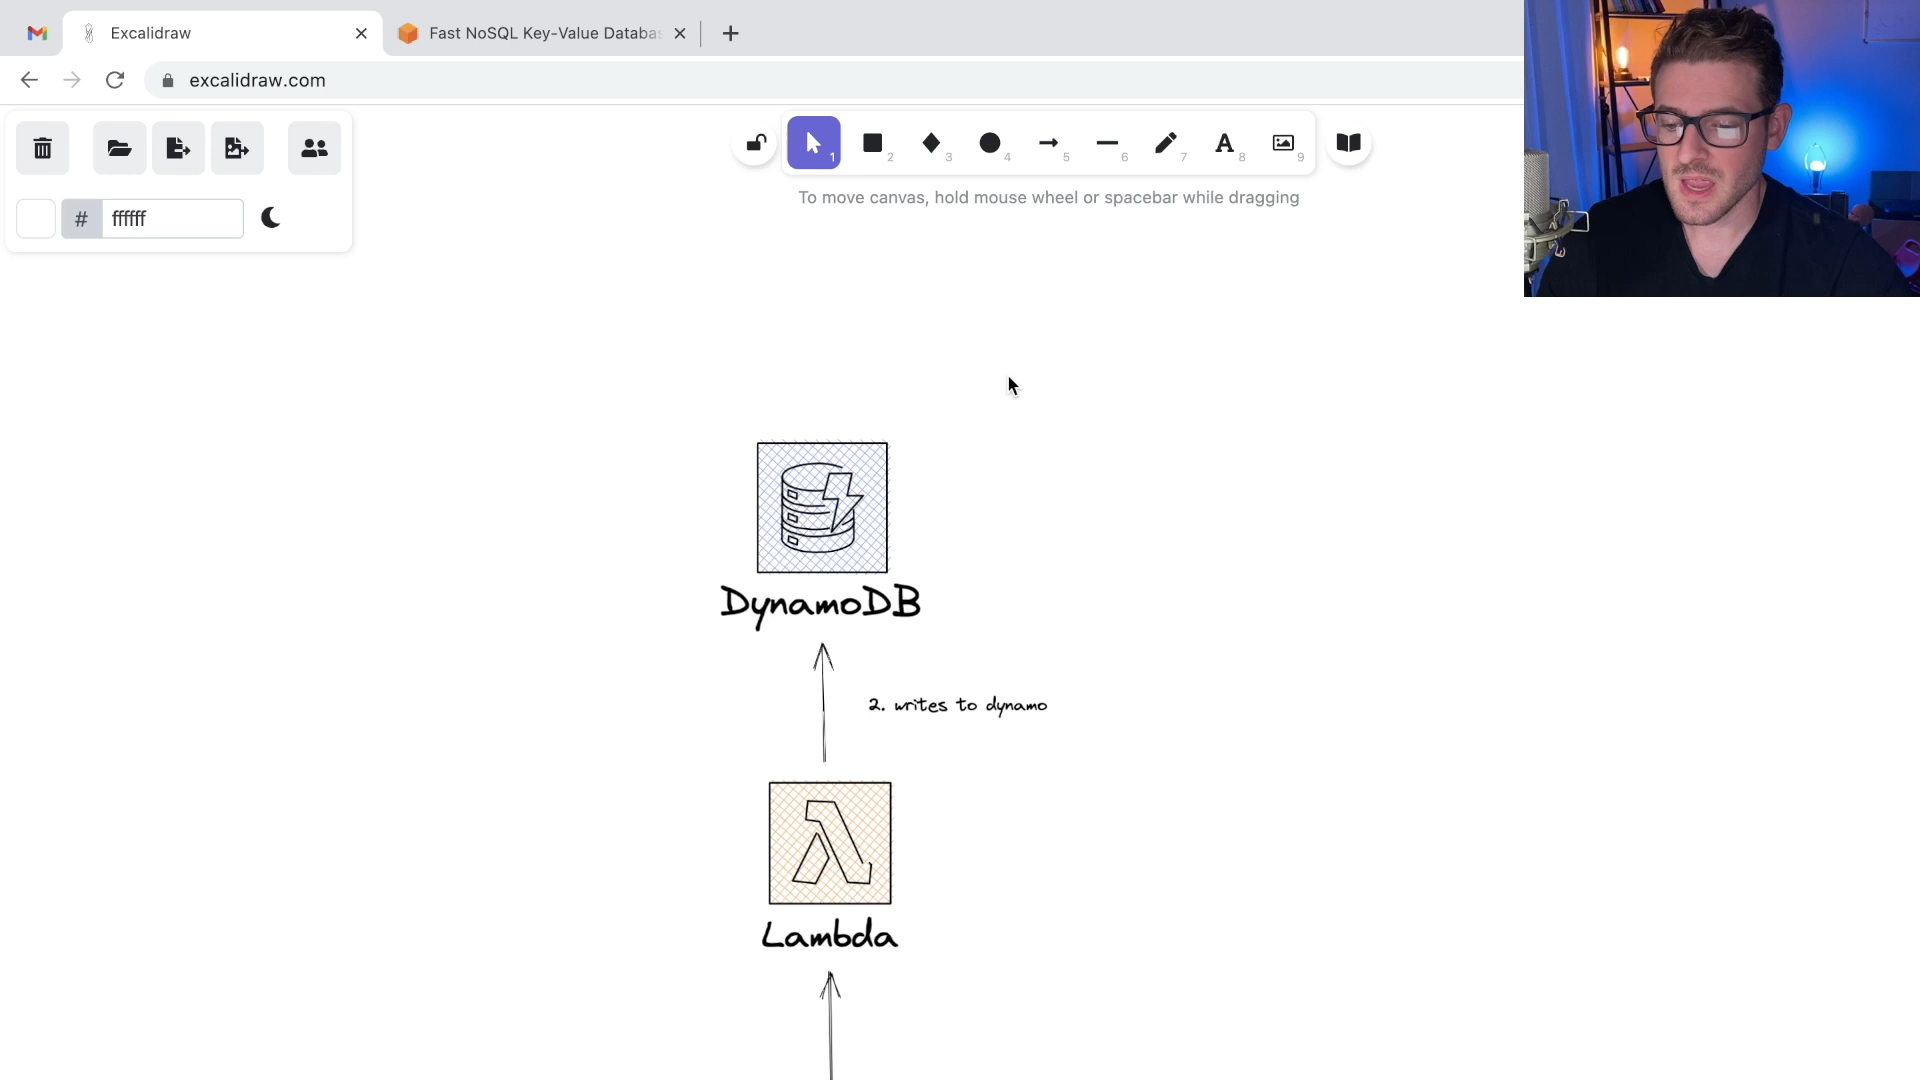 Excalidraw
Fast NoSQL Key-Value Databa
excalidraw.com
1
2
3
4
5
6
7
A
8
9
To move canvas, hold mouse wheel or spacebar while dragging
# ffffff
DynamoDB
2. writes to dynamo
Lambda